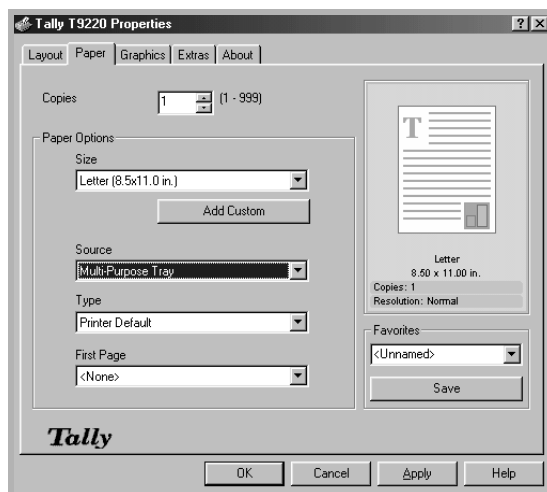 Tally T9220 Properties
Layout Paper Graphics Extras About
Copies 1 (1 - 999)
Paper Options
Size
Letter (8.5x11.0 in.)
Add Custom
Source
Multi-Purpose Tray
Type
Printer Default
First Page
<None>
T
Letter
8.50 x 11.00 in.
Copies: 1
Resolution: Normal
Favorites
<Unnamed>
Save
Tally
OK Cancel Apply Help